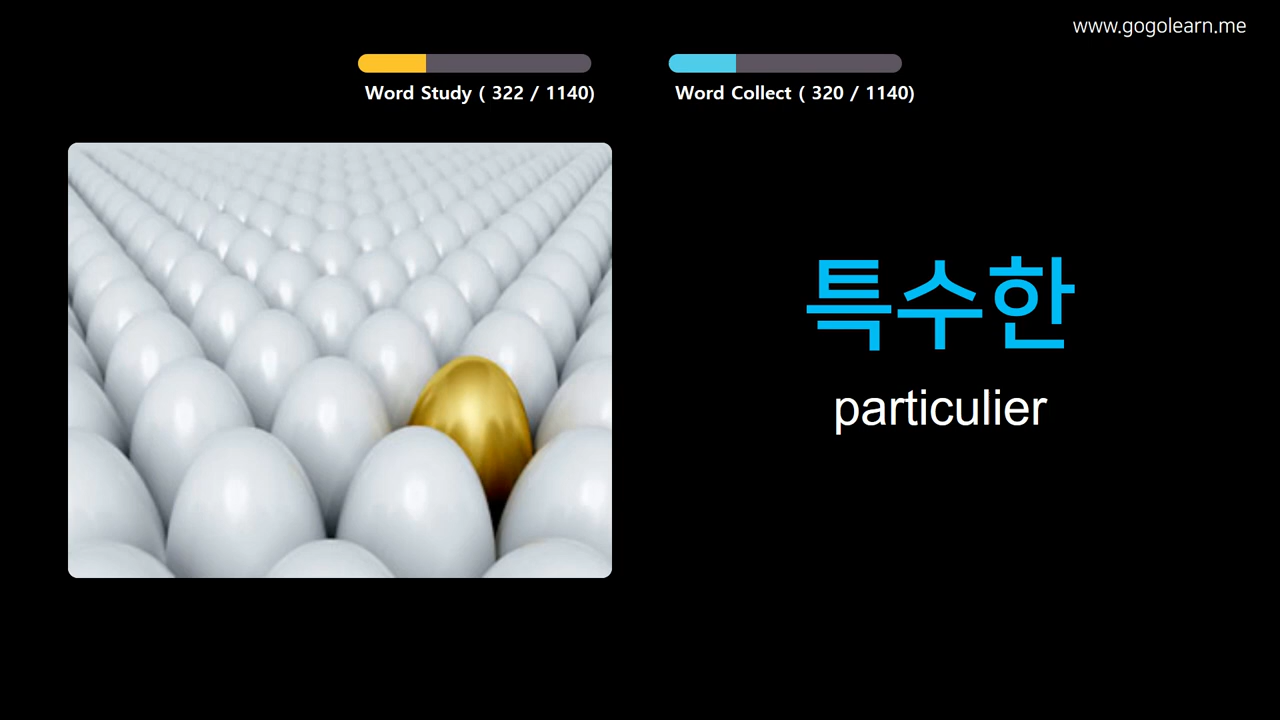 www.gogolearn.me
Word Study ( 322 / 1140)
Word Collect ( 320 / 1140)
특수한
particulier